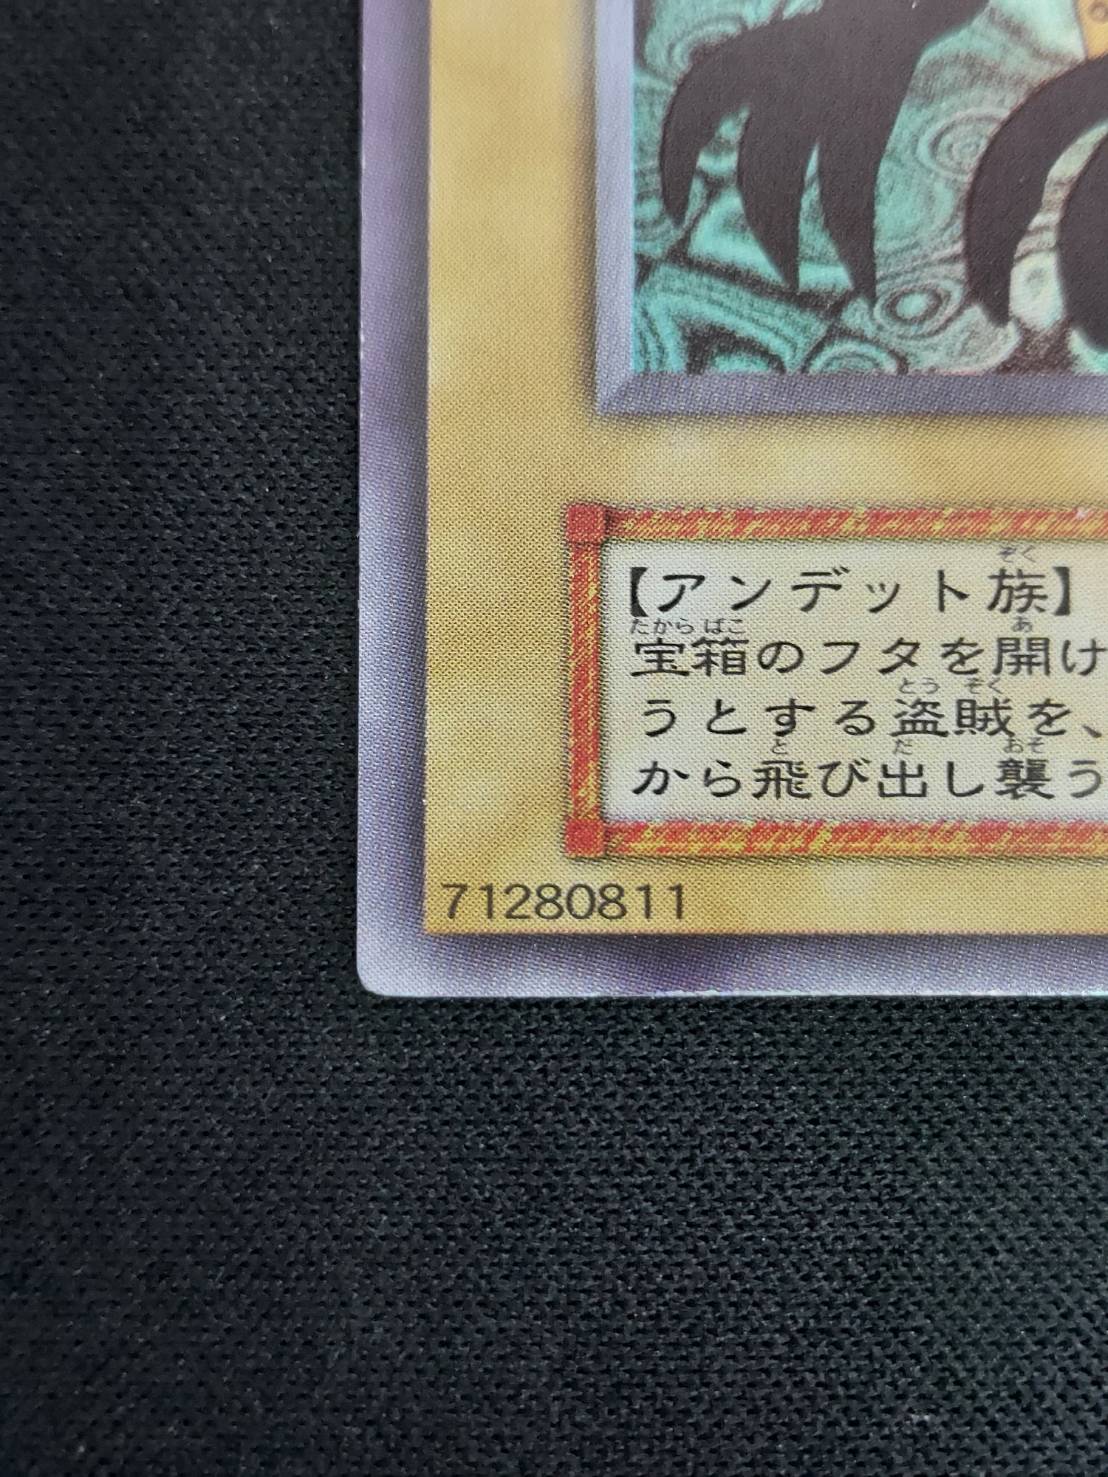 【アンデット族】
宝箱のフタを開け
うとする盗賊を、
から飛び出し襲う
71280811